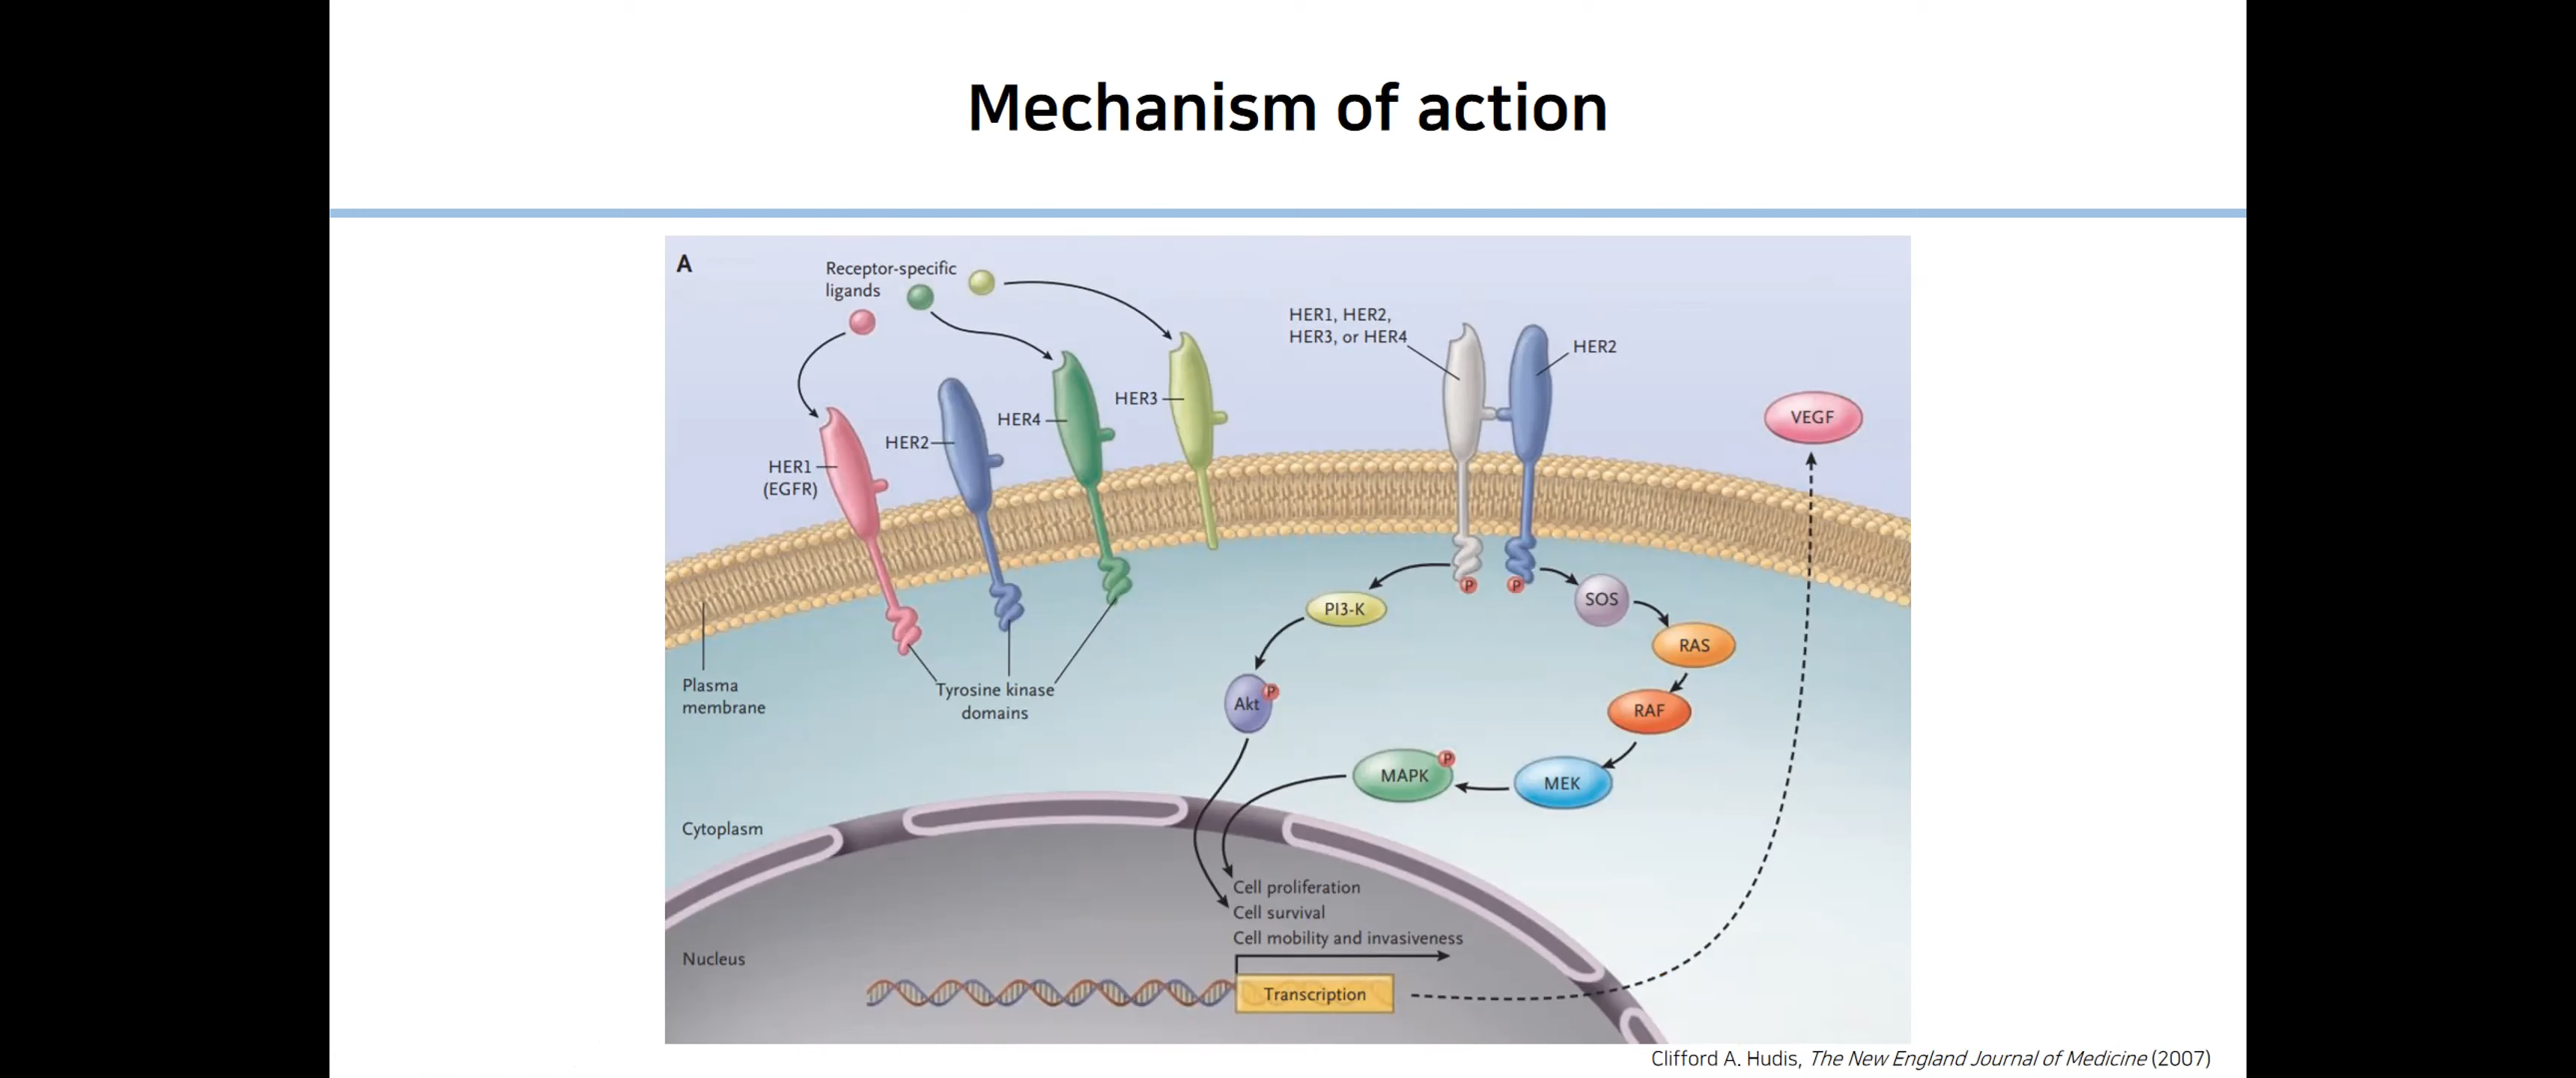 Mechanism of action
A
Receptor-specific
ligands
HER1, HER2,
HER3, or HER4
HER2
HER3
HER4
HER2
HER1
(EGFR)
VEGF
P
P
PI3-K
SOS
RAS
Akt
P
RAF
Plasma
membrane
Tyrosine kinase
domains
MAPK
P
MEK
Cytoplasm
Cell proliferation
Cell survival
Cell mobility and invasiveness
Nucleus
Transcription
Clifford A. Hudis, The New England Journal of Medicine (2007)